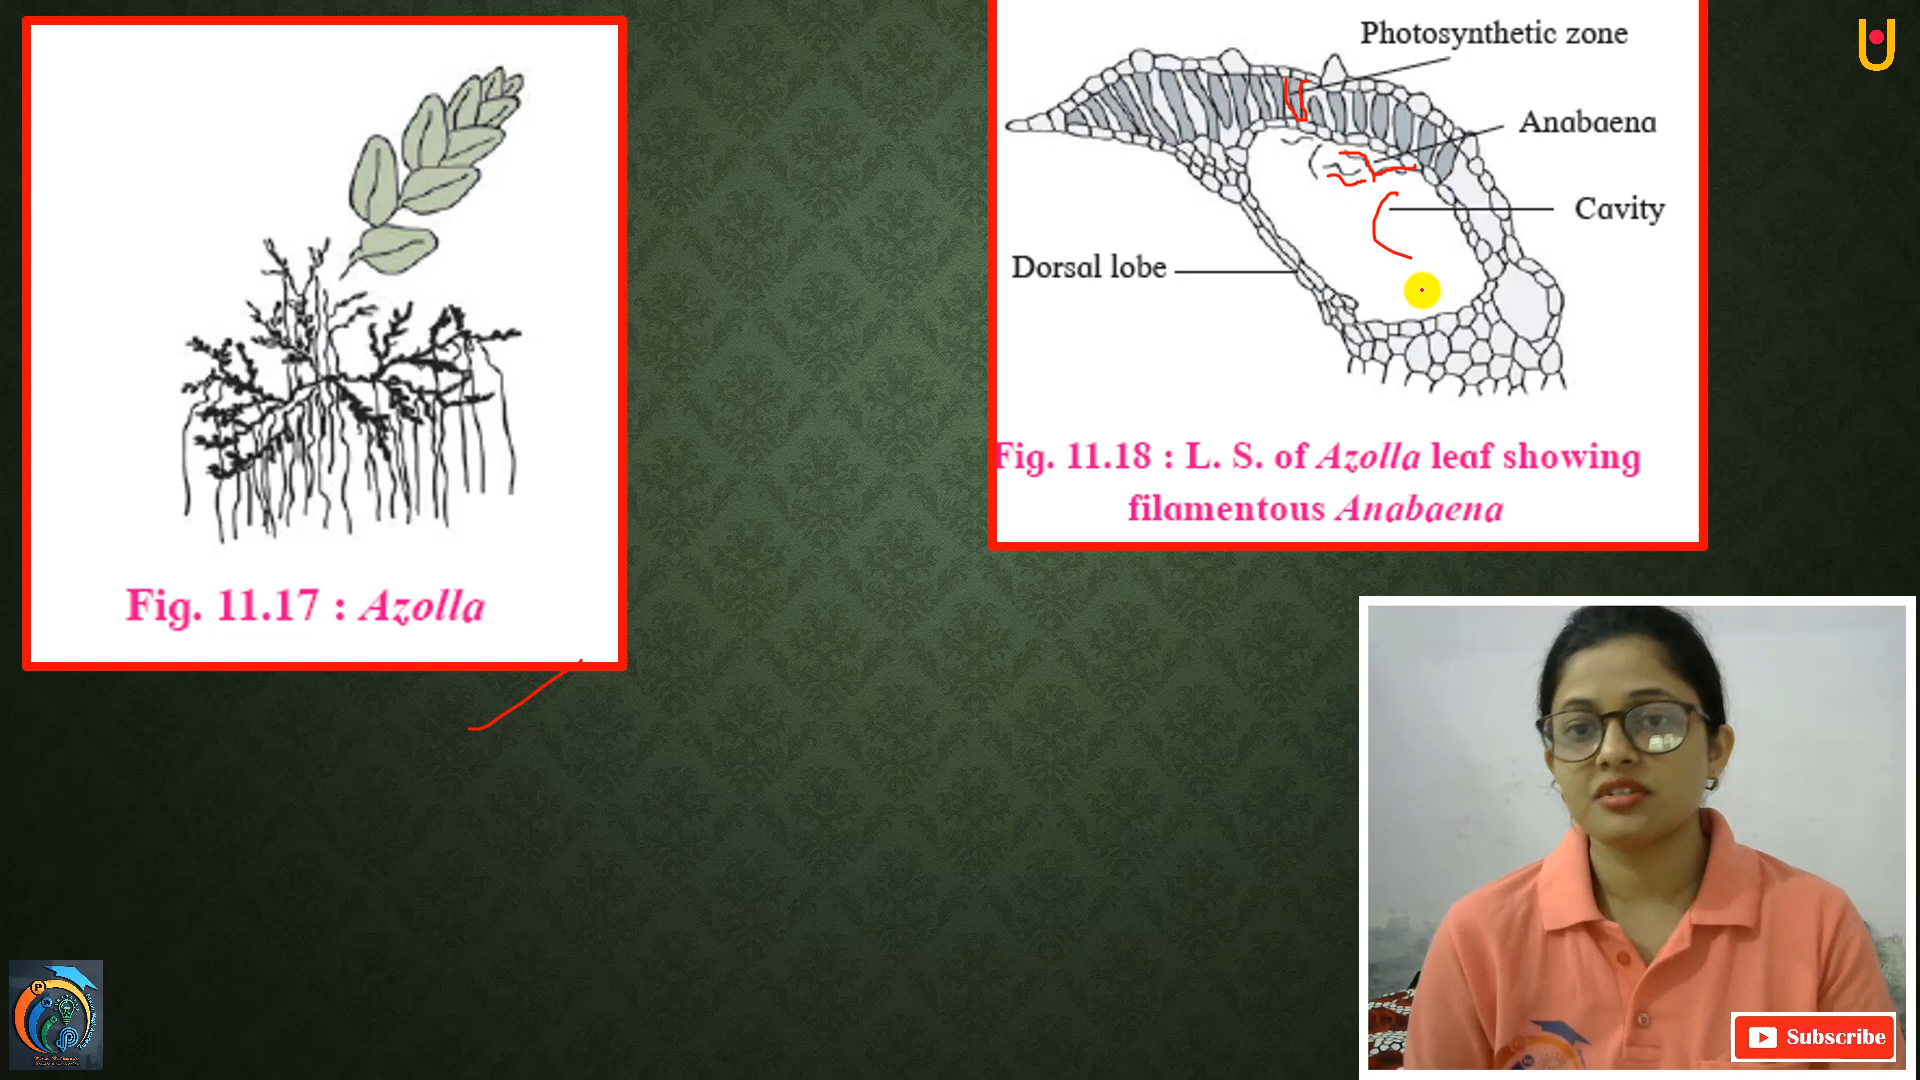 Photosynthetic zone
Anabaena
Cavity
Dorsal lobe
Fig. 11.18 : L. S. of Azolla leaf showing
filamentous Anabaena
Fig. 11.17 : Azolla
Subscribe